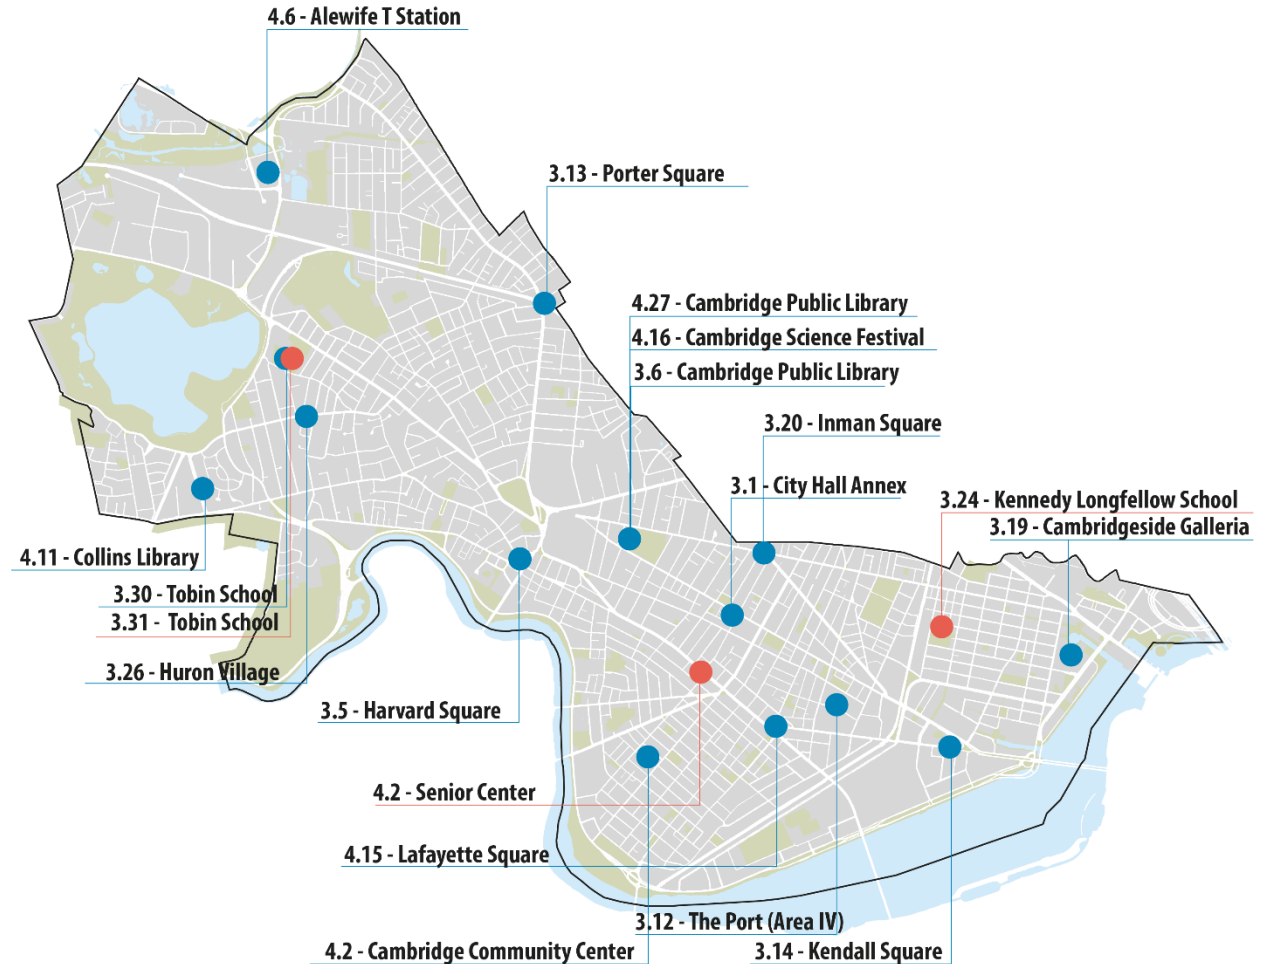 4.6 - Alewife T Station
3.13 - Porter Square
4.27 - Cambridge Public Library
4.16 - Cambridge Science Festival
3.6 - Cambridge Public Library
3.20 - Inman Square
3.1 - City Hall Annex
3.24 - Kennedy Longfellow School
3.19 - Cambridgeside Galleria
4.11 - Collins Library
3.30 - Tobin School
3.31 - Tobin School
3.26 - Huron Village
3.5 - Harvard Square
4.2 - Senior Center
4.15 - Lafayette Square
3.12 - The Port (Area IV)
4.2 - Cambridge Community Center
3.14 - Kendall Square